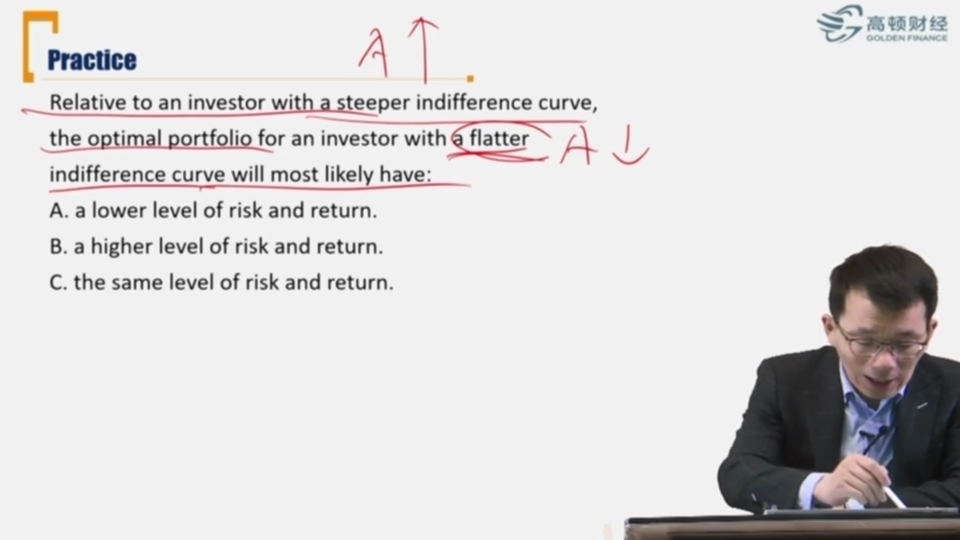 高顿财经
GOLDEN FINANCE
Practice
A ↑
Relative to an investor with a steeper indifference curve,
the optimal portfolio for an investor with a flatter A ↓
indifference curve will most likely have:
A. a lower level of risk and return.
B. a higher level of risk and return.
C. the same level of risk and return.